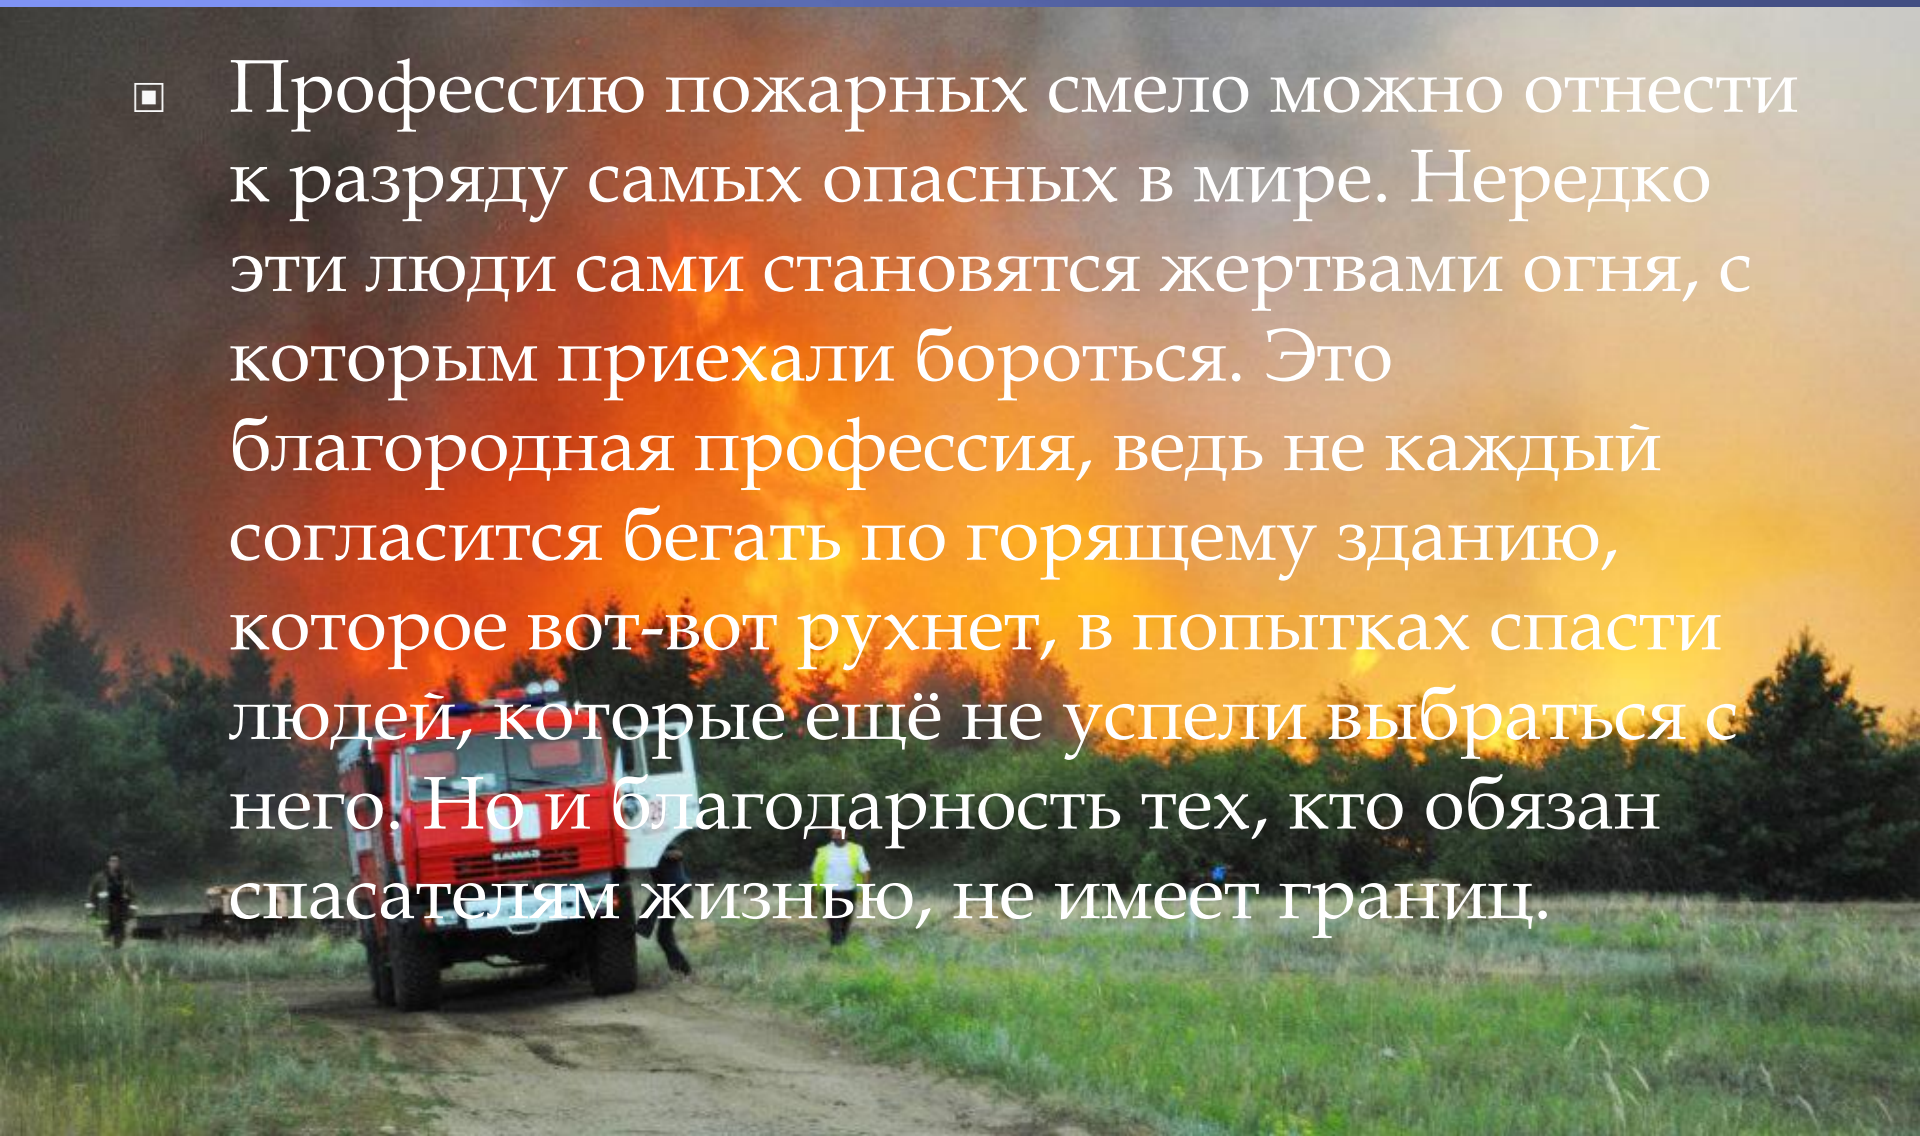 Профессию пожарных смело можно отнести
к разряду самых опасных в мире. Нередко
эти люди сами становятся жертвами огня, с
которым приехали бороться. Это
благородная профессия, ведь не каждый
согласится бегать по горящему зданию,
которое вот-вот рухнет, в попытках спасти
людей, которые ещё не успели выбраться с
него. Но и благодарность тех, кто обязан
спасателям жизнью, не имеет границ.
КАМАЗ